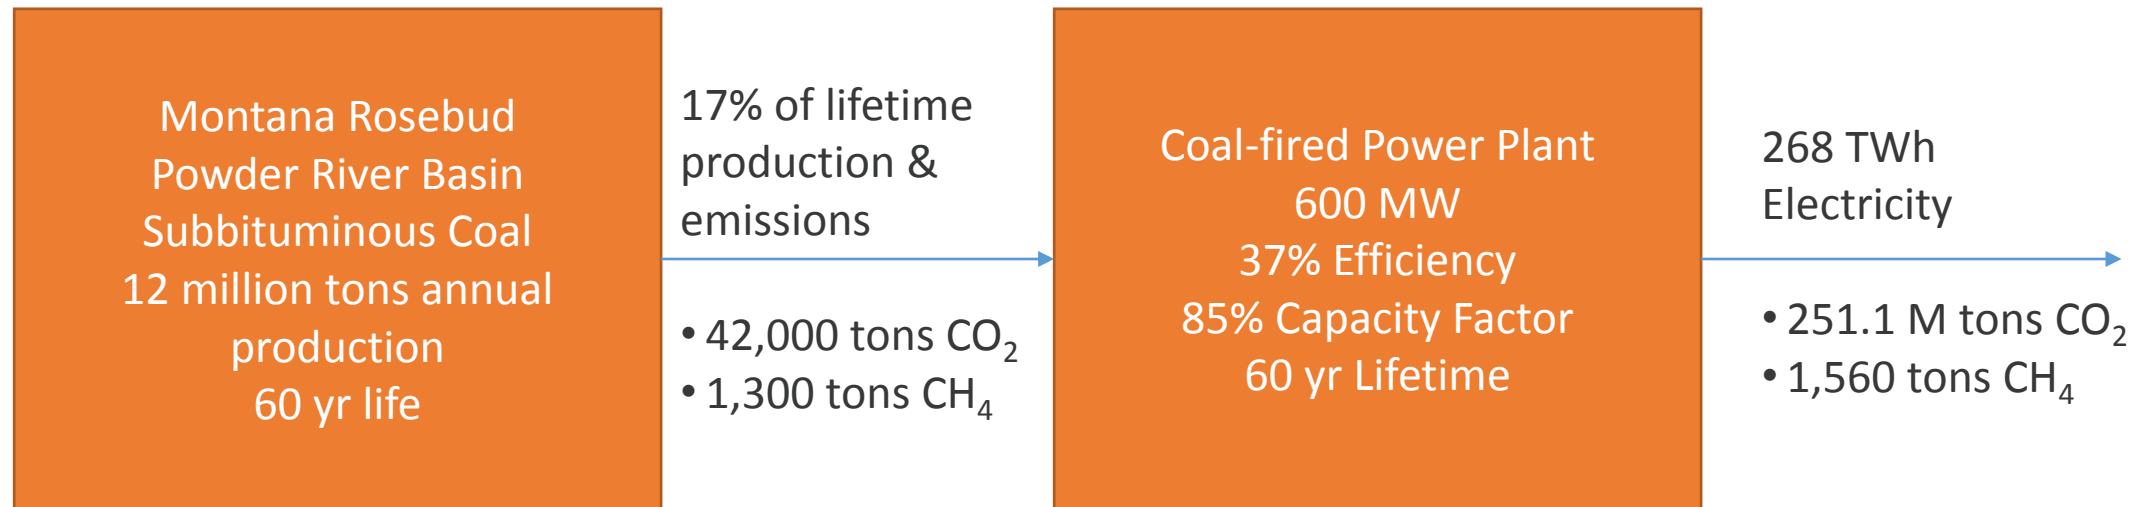 Montana Rosebud
Powder River Basin
Subbituminous Coal
12 million tons annual
production
60 yr life
17% of lifetime
production &
emissions
• 42,000 tons CO₂
• 1,300 tons CH₄
Coal-fired Power Plant
600 MW
37% Efficiency
85% Capacity Factor
60 yr Lifetime
268 TWh
Electricity
• 251.1 M tons CO₂
• 1,560 tons CH₄